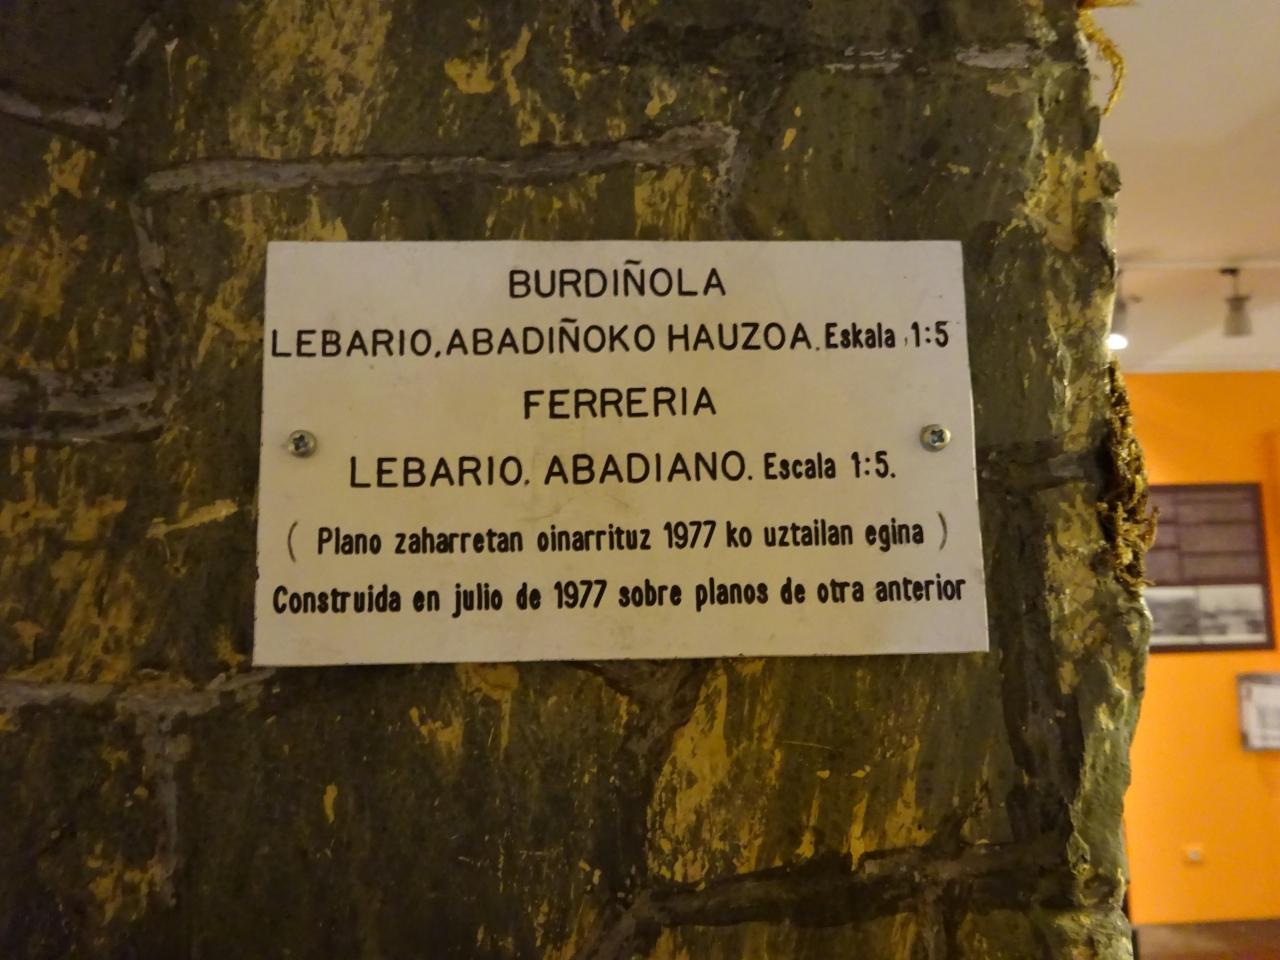 BURDIÑOLA
LEBARIO, ABADIÑOKO HAUZOA. Eskala 1:5
FERRERIA
LEBARIO. ABADIANO. Escala 1:5.
( Plano zaharretan oinarrituz 1977 ko uztailan egina )
Construida en julio de 1977 sobre planos de otra anterior